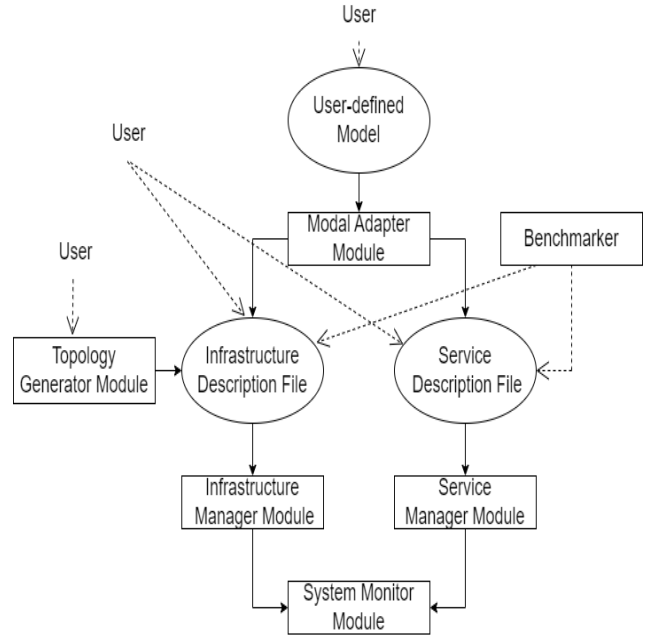 User
User-defined
Model
User
Modal Adapter
Module
Benchmarker
User
Topology
Generator Module
Infrastructure
Description File
Service
Description File
Infrastructure
Manager Module
Service
Manager Module
System Monitor
Module